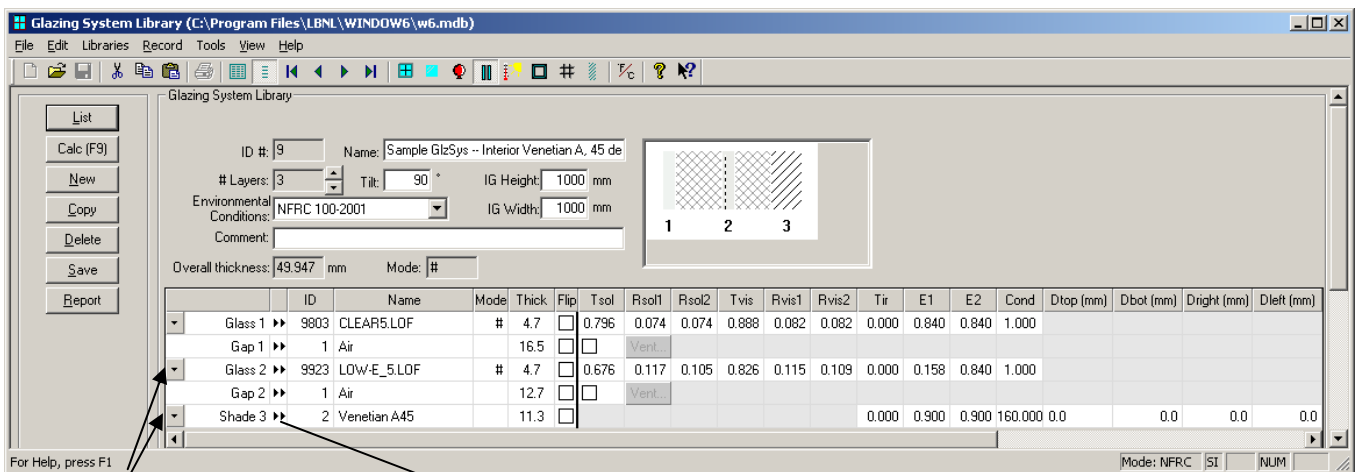 Glazing System Library (C:\Program Files\LBNL\WINDOW6\w6.mdb)
File Edit Libraries Record Tools View Help
Glazing System Library
List
Calc (F9)
New
Copy
Delete
Save
Report
ID #: 9 Name: Sample GlzSys -- Interior Venetian A, 45 de
# Layers: 3 Tilt: 90 ° IG Height: 1000 mm
Environmental Conditions: NFRC 100-2001 IG Width: 1000 mm
Comment:
Overall thickness: 49.947 mm Mode: #
1 2 3
ID Name Mode Thick Flip Tsol Rsol1 Rsol2 Tvis Rvis1 Rvis2 Tir E1 E2 Cond Dtop (mm) Dbot (mm) Dright (mm) Dleft (mm)
Glass 1 ▸▸ 9803 CLEAR5.LOF # 4.7 0.796 0.074 0.074 0.888 0.082 0.082 0.000 0.840 0.840 1.000
Gap 1 ▸▸ 1 Air 16.5 Vent...
Glass 2 ▸▸ 9923 LOW-E_5.LOF # 4.7 0.676 0.117 0.105 0.826 0.115 0.109 0.000 0.158 0.840 1.000
Gap 2 ▸▸ 1 Air 12.7 Vent...
Shade 3 ▸▸ 2 Venetian A45 11.3 0.000 0.900 0.900 160.000 0.0 0.0 0.0 0.0
For Help, press F1 Mode: NFRC SI NUM